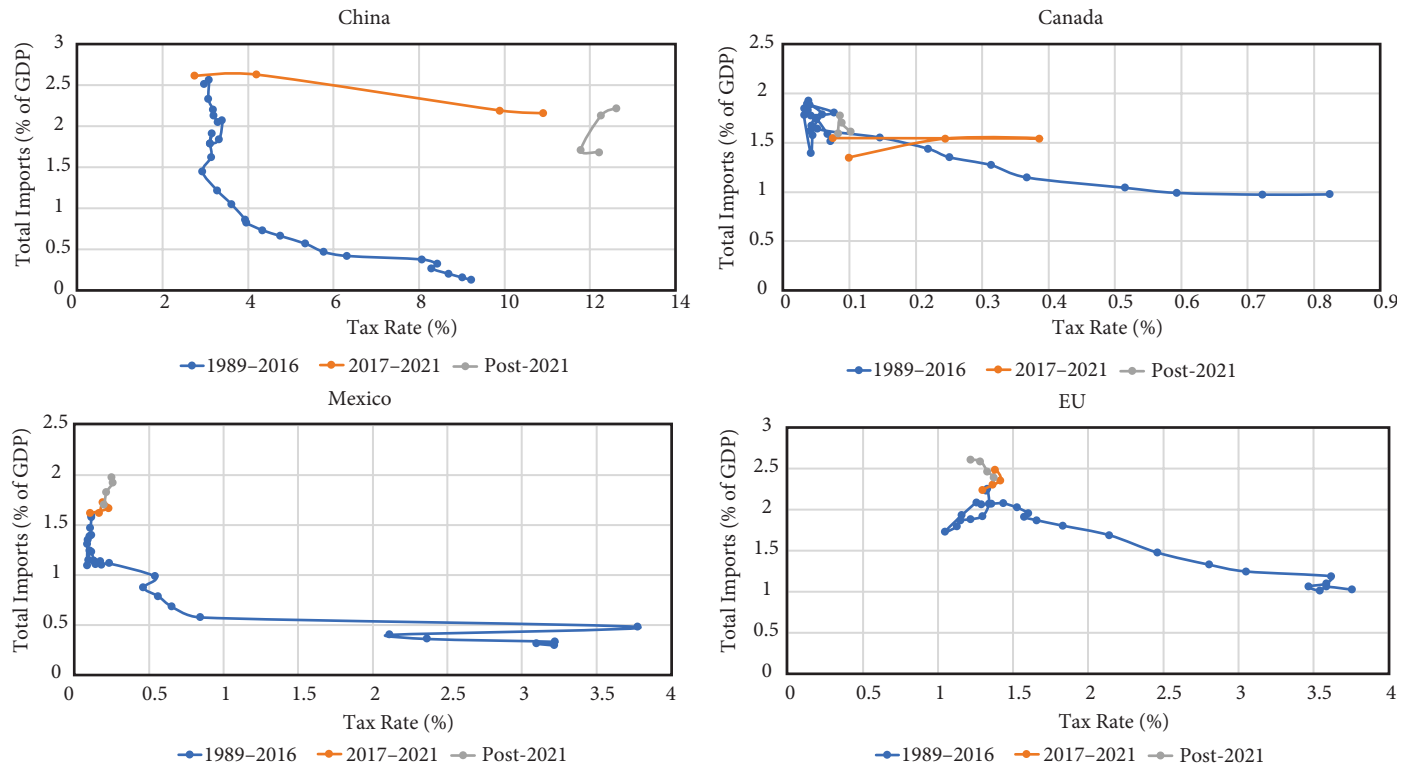 China
Total Imports (% of GDP)
3
2.5
2
1.5
1
0.5
0
0 2 4 6 8 10 12 14
Tax Rate (%)
1989–2016 2017–2021 Post-2021
Canada
Total Imports (% of GDP)
2.5
2
1.5
1
0.5
0
0 0.1 0.2 0.3 0.4 0.5 0.6 0.7 0.8 0.9
Tax Rate (%)
1989–2016 2017–2021 Post-2021
Mexico
Total Imports (% of GDP)
2.5
2
1.5
1
0.5
0
0 0.5 1 2 2.5 3 3.5 4
Tax Rate (%)
1989–2016 2017–2021 Post-2021
EU
Total Imports (% of GDP)
3
2.5
2
1.5
1
0.5
0
0 0.5 1 1.5 2 2.5 3 3.5 4
Tax Rate (%)
1989–2016 2017–2021 Post-2021